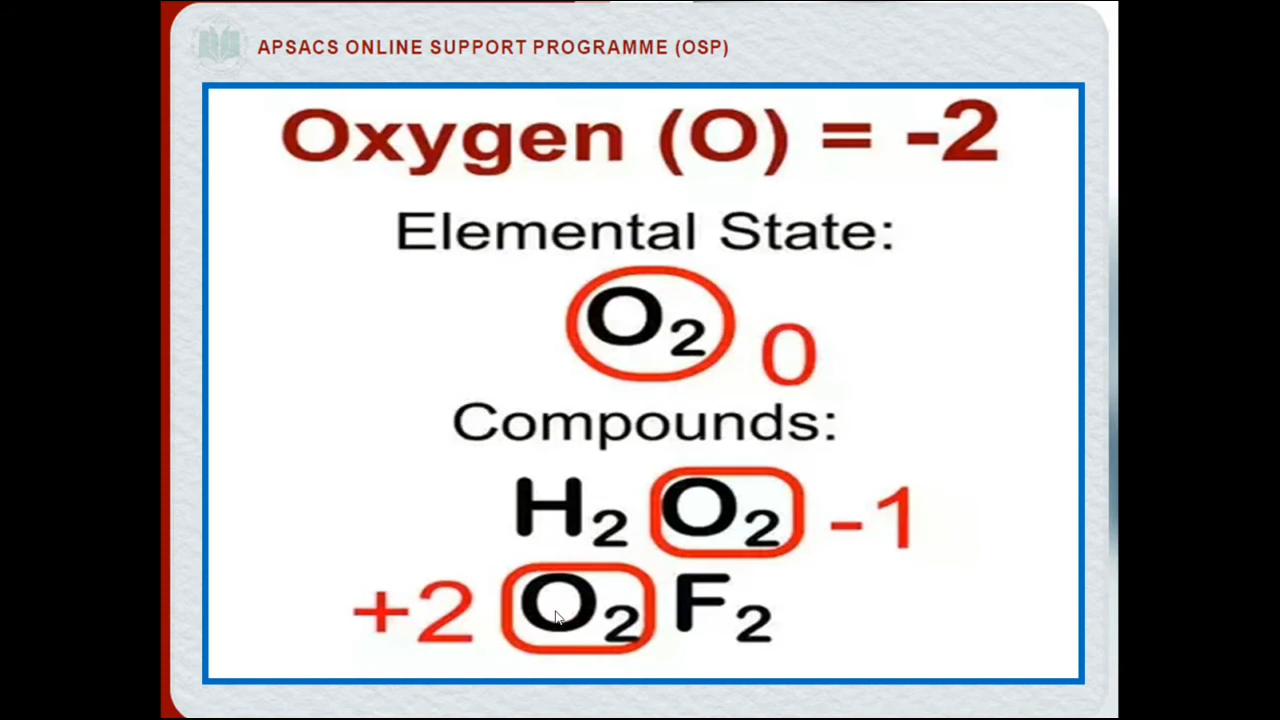 APSACS ONLINE SUPPORT PROGRAMME (OSP)
Oxygen (O) = -2
Elemental State:
O₂ 0
Compounds:
H₂ O₂ -1
+2 O₂ F₂